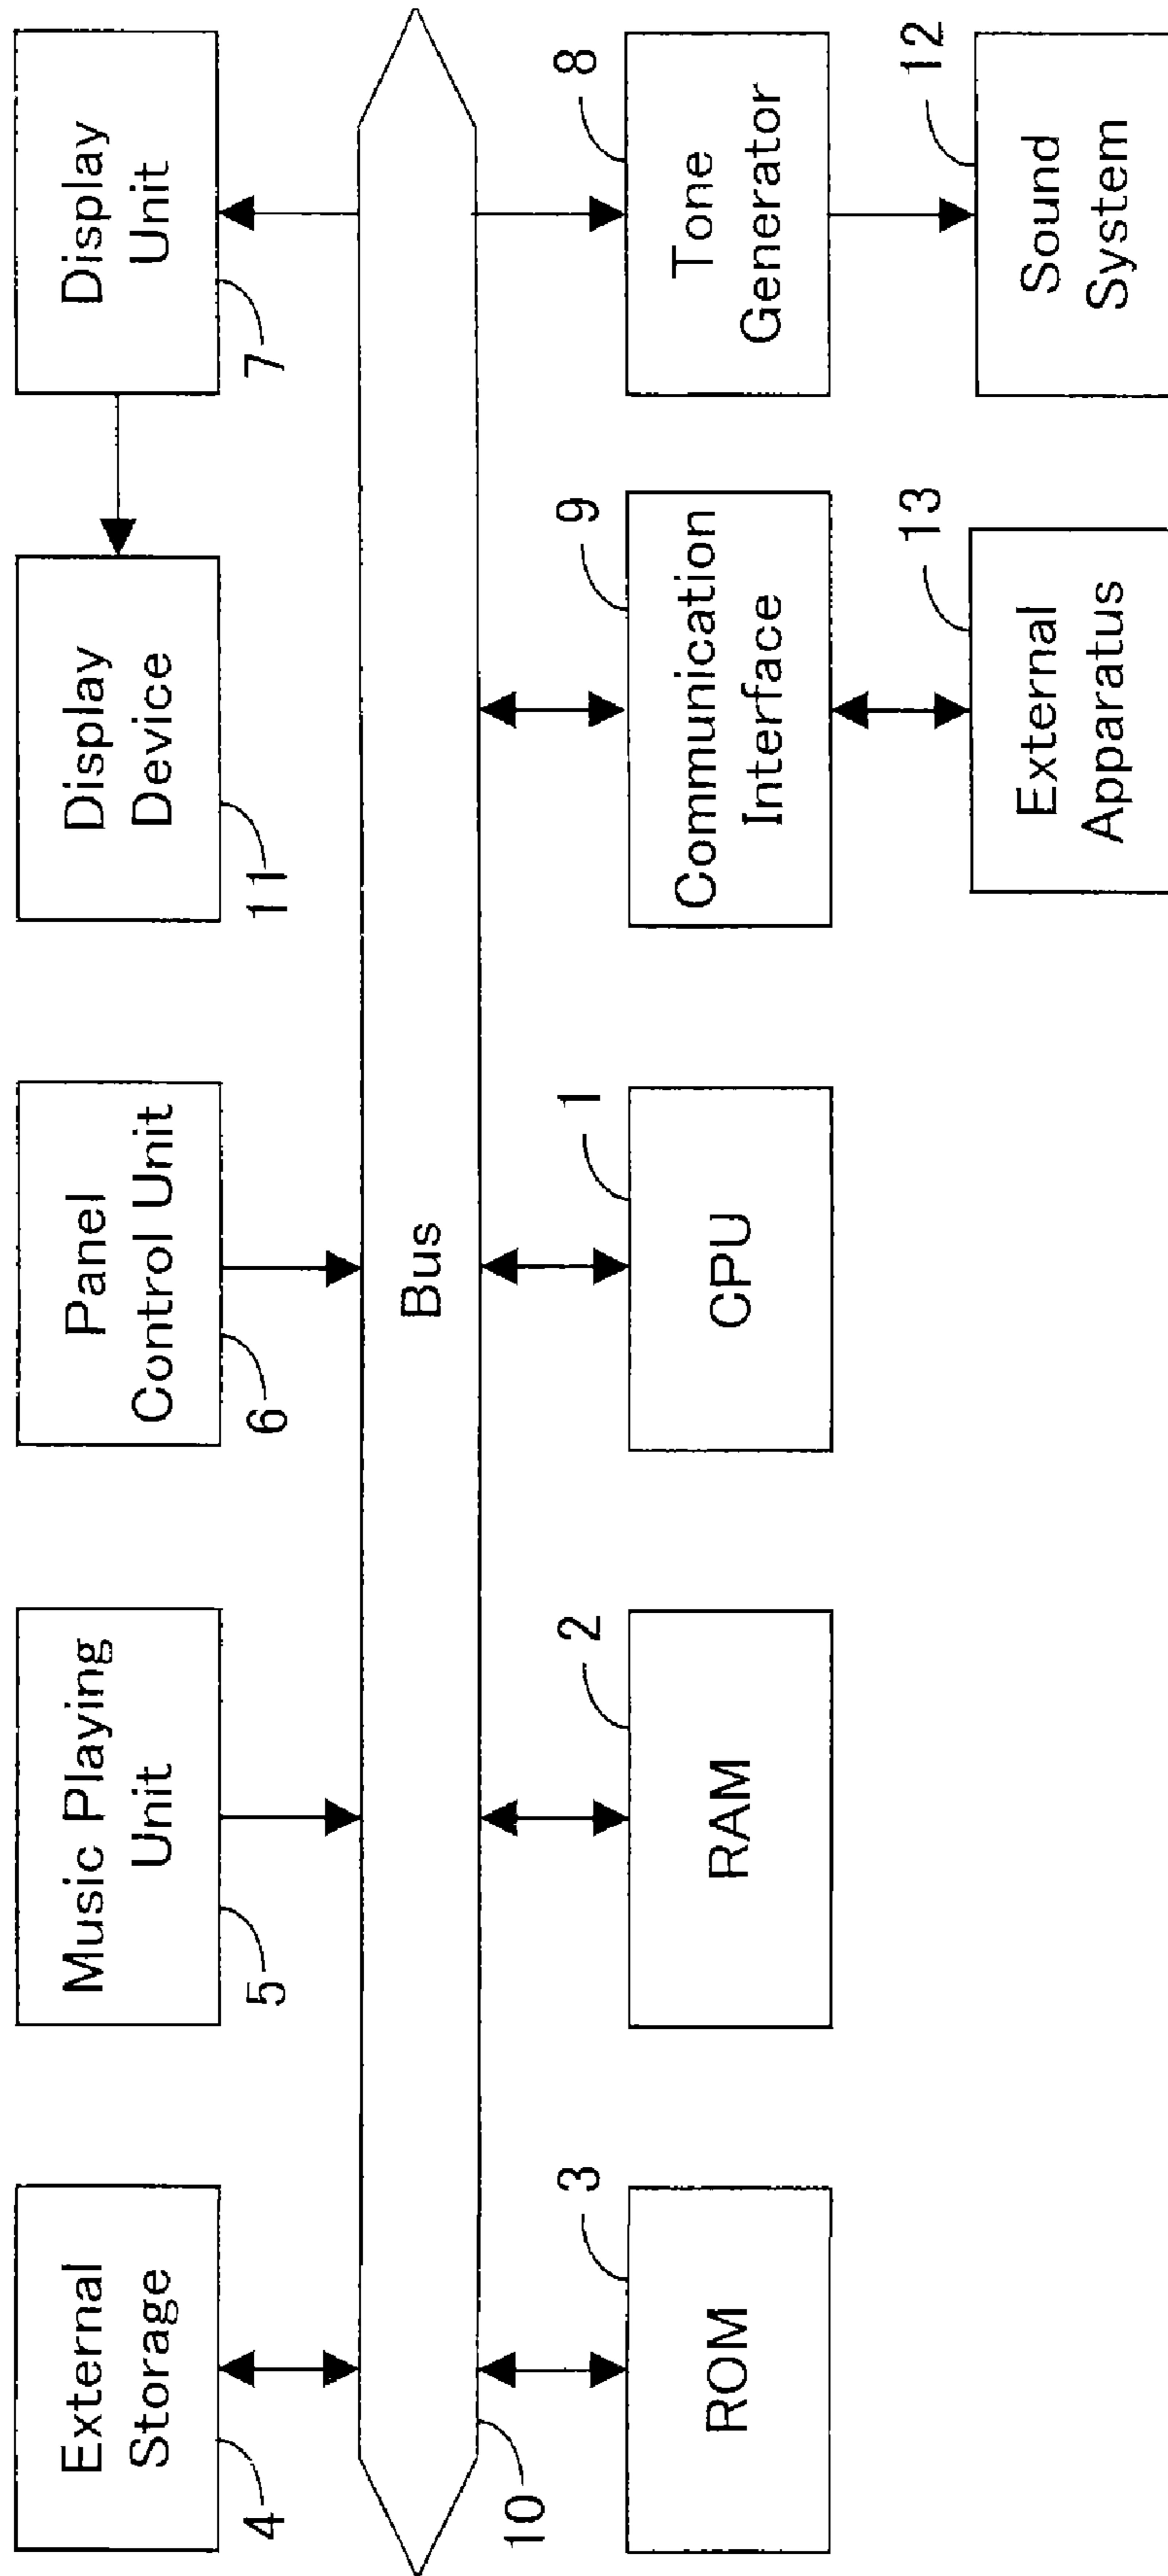 External
Storage
4
Music Playing
Unit
5
Panel
Control Unit
6
Display
Device
11
Display
Unit
7
Bus
10
ROM
3
RAM
2
CPU
1
Communication
Interface
9
Tone
Generator
8
External
Apparatus
13
Sound
System
12